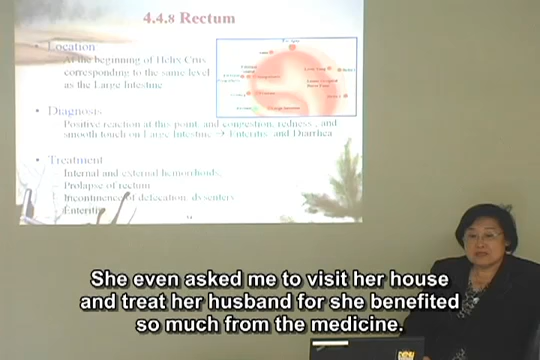 4.4.8 Rectum
• Location
At the beginning of Helix Crus
corresponding to the same level
as the Large Intestine
• Diagnosis
Positive reaction at this point, and congestion, redness, and
smooth touch on Large Intestine → Enteritis and Diarrhea
• Treatment
Internal and external hemorrhoids,
Prolapse of rectum
Incontinence of defecation, dysentery
Enteritis
She even asked me to visit her house
and treat her husband for she benefited
so much from the medicine.